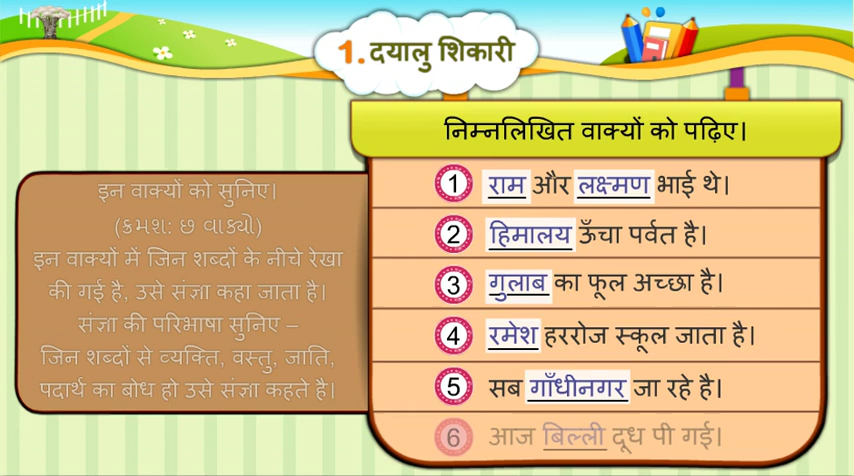 1. दयालु शिकारी
निम्नलिखित वाक्यों को पढ़िए।
इन वाक्यों को सुनिए।
(ક્રમશ: છ વાક્યો)
इन वाक्यों में जिन शब्दों के नीचे रेखा
की गई है, उसे संज्ञा कहा जाता है।
संज्ञा की परिभाषा सुनिए –
जिन शब्दों से व्यक्ति, वस्तु, जाति,
पदार्थ का बोध हो उसे संज्ञा कहते है।
1 राम और लक्ष्मण भाई थे।
2 हिमालय ऊँचा पर्वत है।
3 गुलाब का फूल अच्छा है।
4 रमेश हररोज स्कूल जाता है।
5 सब गाँधीनगर जा रहे है।
6 आज बिल्ली दूध पी गई।